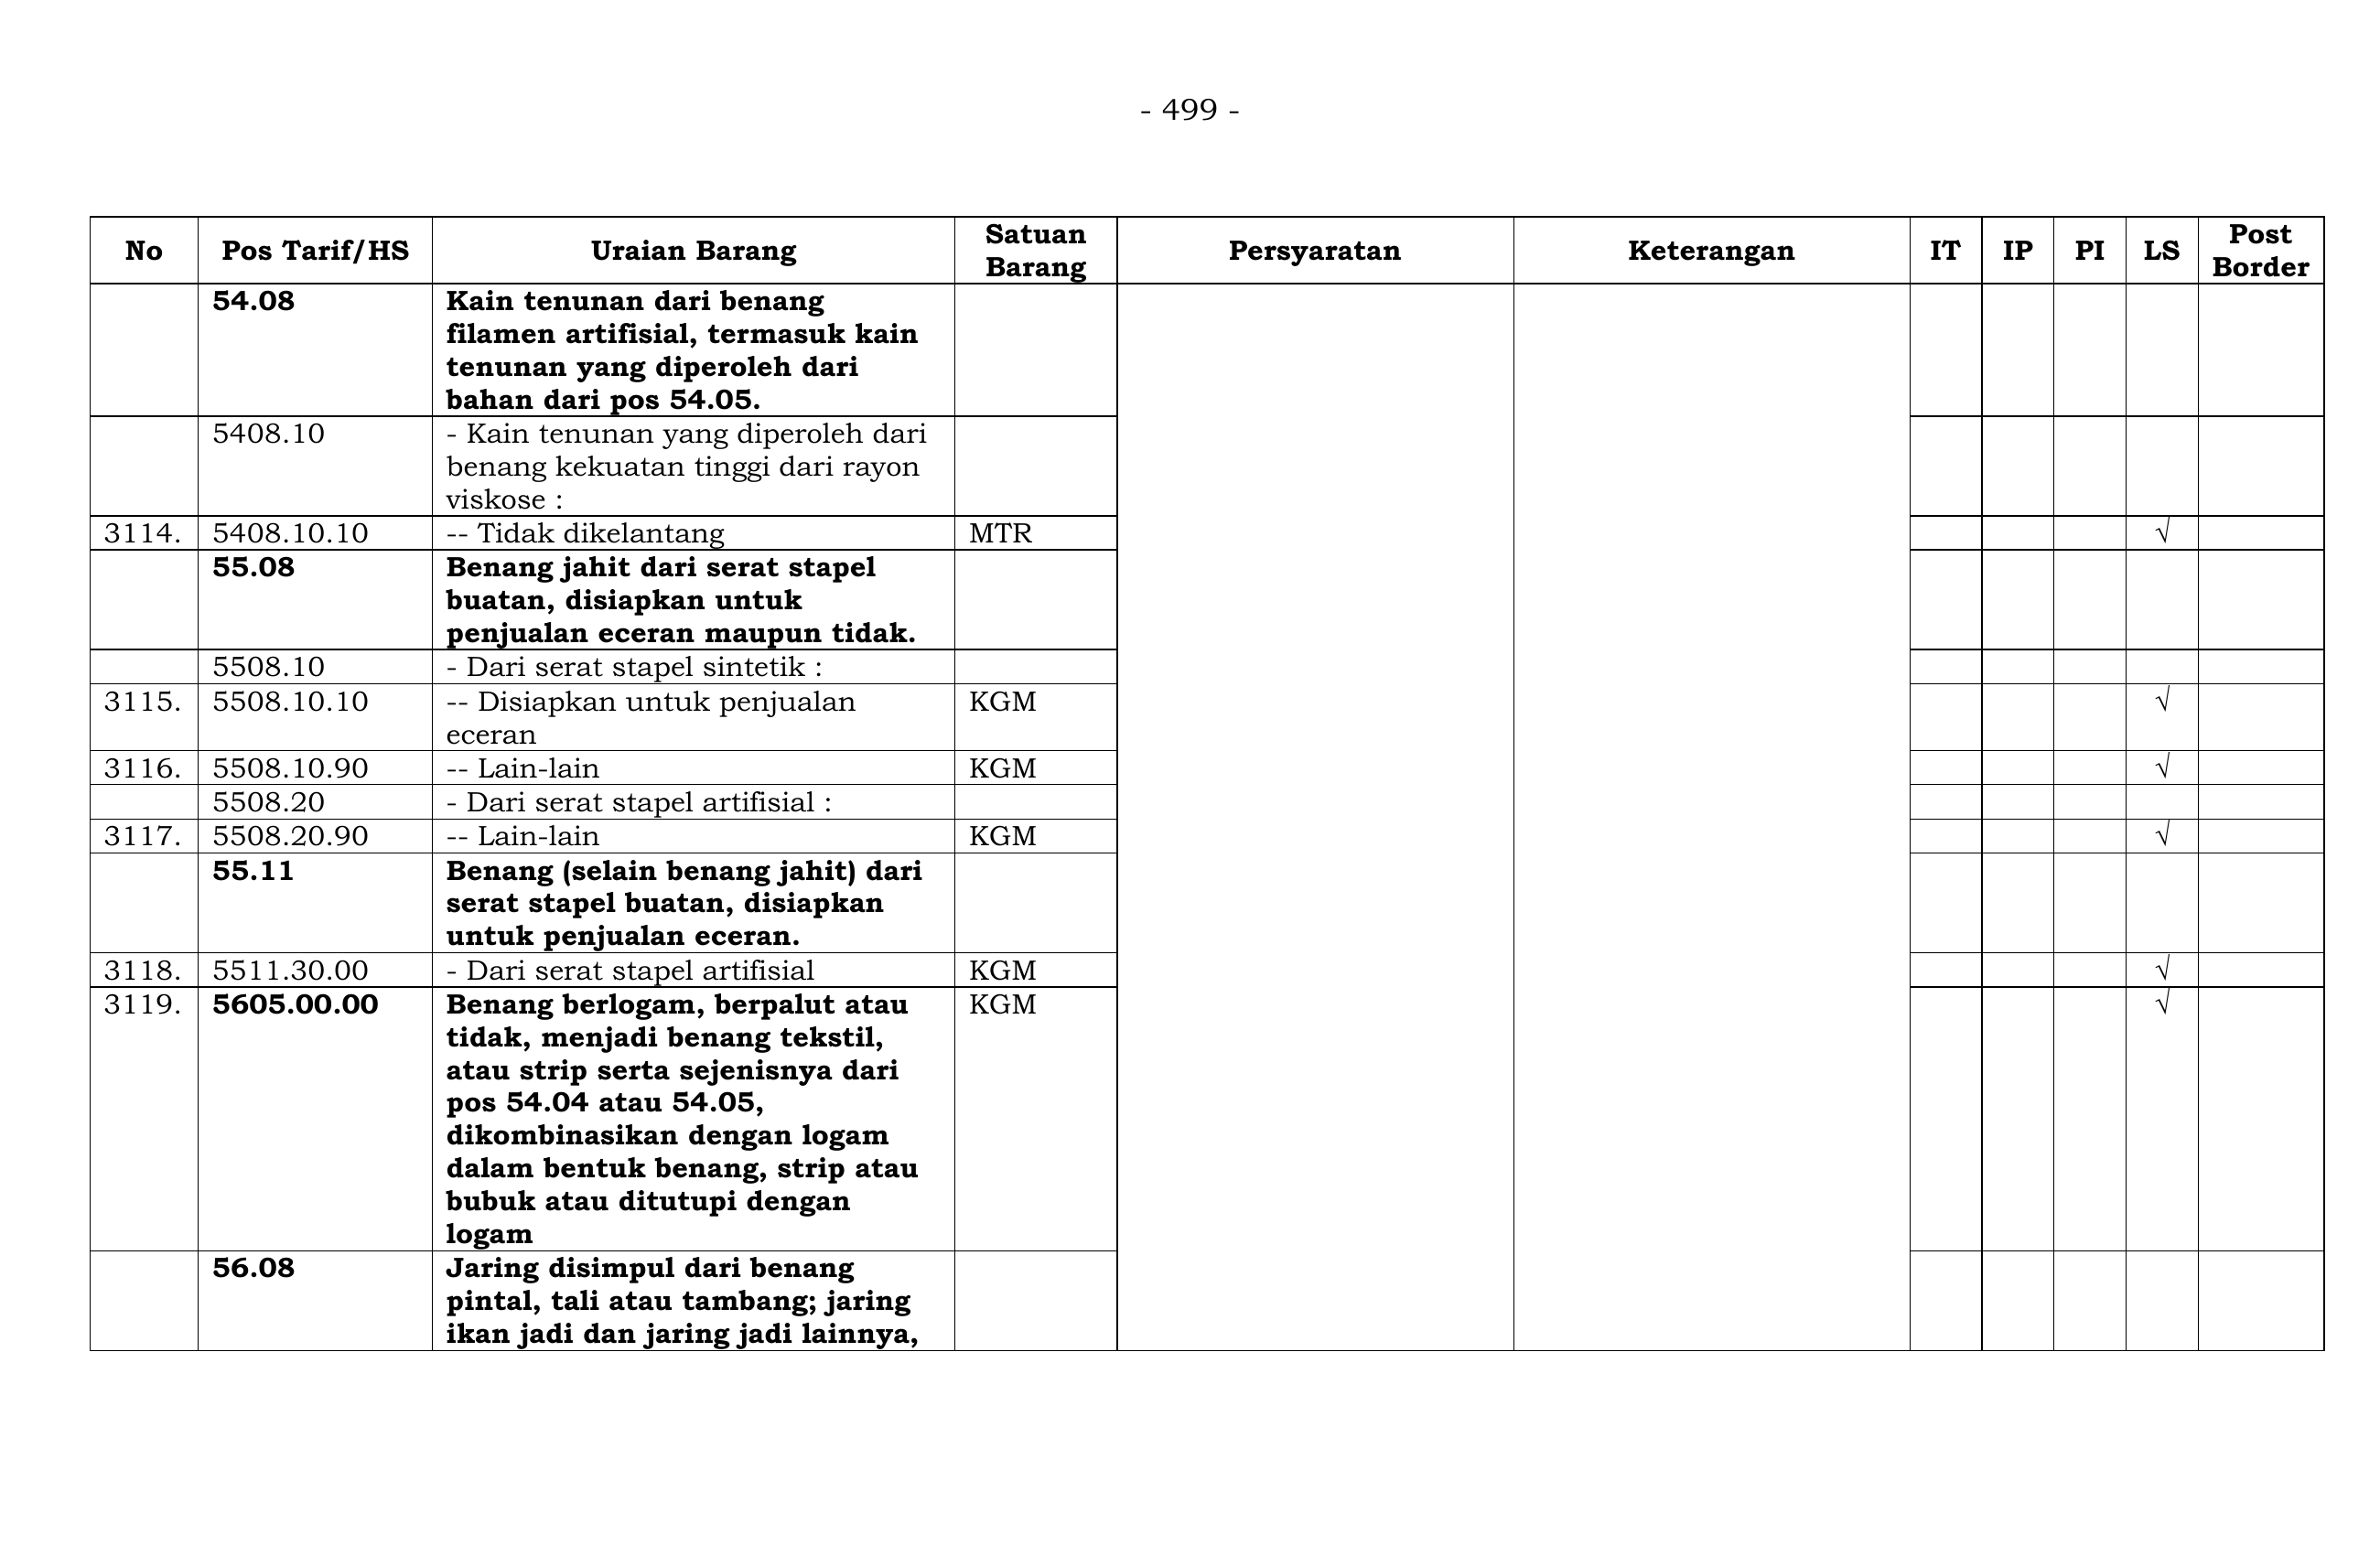 - 499 -
No Pos Tarif/HS Uraian Barang Satuan Barang Persyaratan Keterangan IT IP PI LS Post Border
54.08 Kain tenunan dari benang
filamen artifisial, termasuk kain
tenunan yang diperoleh dari
bahan dari pos 54.05.
5408.10 - Kain tenunan yang diperoleh dari
benang kekuatan tinggi dari rayon
viskose :
3114. 5408.10.10 -- Tidak dikelantang MTR √
55.08 Benang jahit dari serat stapel
buatan, disiapkan untuk
penjualan eceran maupun tidak.
5508.10 - Dari serat stapel sintetik :
3115. 5508.10.10 -- Disiapkan untuk penjualan KGM √
eceran
3116. 5508.10.90 -- Lain-lain KGM √
5508.20 - Dari serat stapel artifisial :
3117. 5508.20.90 -- Lain-lain KGM √
55.11 Benang (selain benang jahit) dari
serat stapel buatan, disiapkan
untuk penjualan eceran.
3118. 5511.30.00 - Dari serat stapel artifisial KGM √
3119. 5605.00.00 Benang berlogam, berpalut atau KGM √
tidak, menjadi benang tekstil,
atau strip serta sejenisnya dari
pos 54.04 atau 54.05,
dikombinasikan dengan logam
dalam bentuk benang, strip atau
bubuk atau ditutupi dengan
logam
56.08 Jaring disimpul dari benang
pintal, tali atau tambang; jaring
ikan jadi dan jaring jadi lainnya,